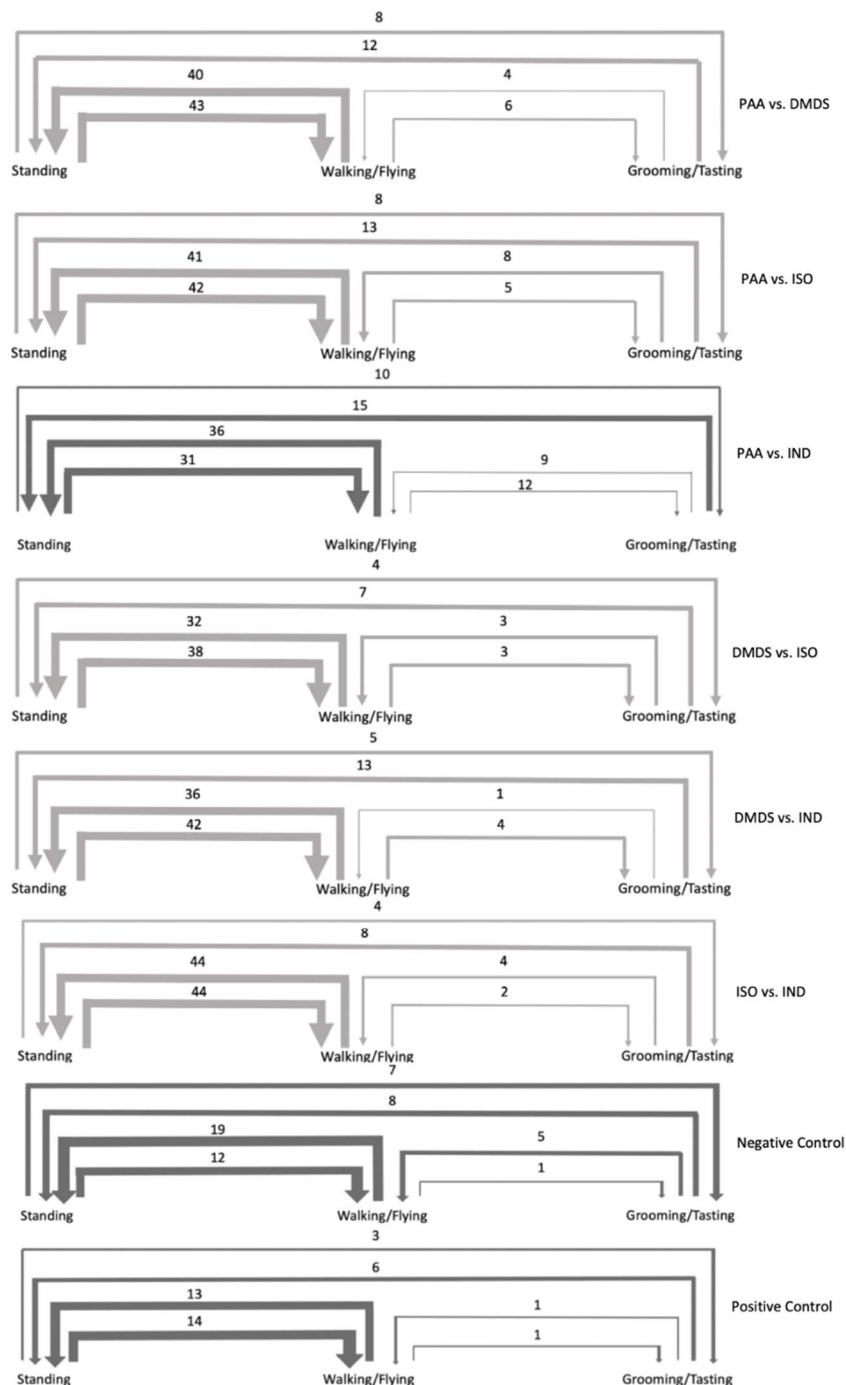 8
12
40 4
43 6
PAA vs. DMDS
Standing Walking/Flying Grooming/Tasting
8
13
41 8
42 5
PAA vs. ISO
Standing Walking/Flying Grooming/Tasting
10
15
36 9
31 12
PAA vs. IND
Standing Walking/Flying Grooming/Tasting
4
7
32 3
38 3
DMDS vs. ISO
Standing Walking/Flying Grooming/Tasting
5
13
36 1
42 4
DMDS vs. IND
Standing Walking/Flying Grooming/Tasting
4
8
44 4
44 2
ISO vs. IND
Standing Walking/Flying Grooming/Tasting
7
8
19 5
12 1
Negative Control
Standing Walking/Flying Grooming/Tasting
3
6
13 1
14 1
Positive Control
Standing Walking/Flying Grooming/Tasting